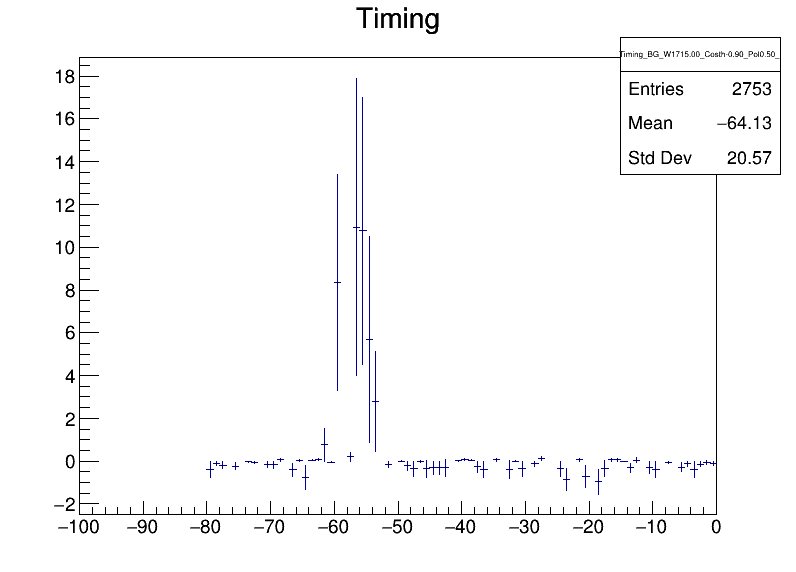 Timing
Timing_BG_W1715.00_Costh-0.90_Pol0.50_
Entries 2753
Mean −64.13
Std Dev 20.57
18
16
14
12
10
8
6
4
2
0
−2
−100 −90 −80 −70 −60 −50 −40 −30 −20 −10 0